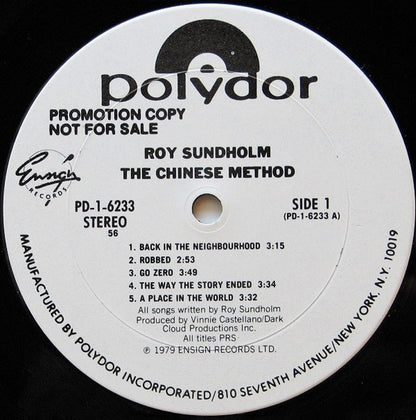 polydor
PROMOTION COPY
NOT FOR SALE
ROY SUNDHOLM
THE CHINESE METHOD
Ensign
RECORDS
PD-1-6233
STEREO
56
SIDE 1
(PD-1-6233 A)
1. BACK IN THE NEIGHBOURHOOD 3:15
2. ROBBED 2:53
3. GO ZERO 3:49
4. THE WAY THE STORY ENDED 3:34
5. A PLACE IN THE WORLD 3:32
All songs written by Roy Sundholm
Produced by Vinnie Castellano/Dark
Cloud Productions Inc.
All titles PRS
℗ 1979 ENSIGN RECORDS LTD.
MANUFACTURED BY POLYDOR INCORPORATED/810 SEVENTH AVENUE/NEW YORK. N.Y. 10019